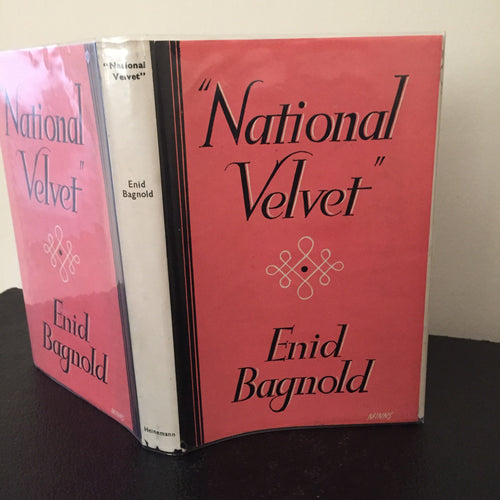 "National
Velvet"
Enid
Bagnold
"National
Velvet"
Enid
Bagnold
Heinemann
"National
Velvet"
Enid
Bagnold